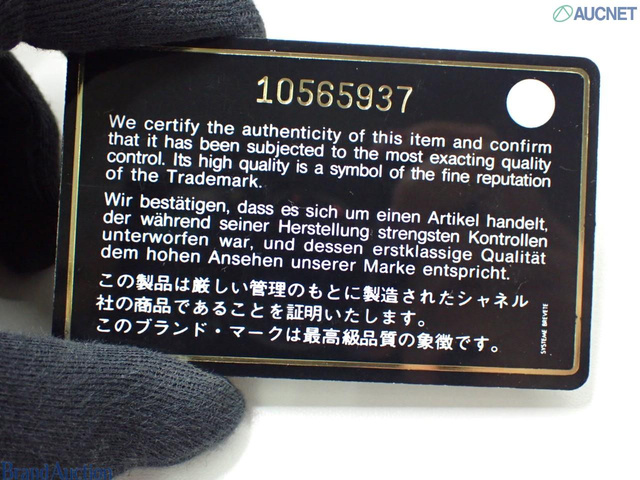 AUCNET
10565937
We certify the authenticity of this item and confirm
that it has been subjected to the most exacting quality
control. Its high quality is a symbol of the fine reputation
of the Trademark.
Wir bestätigen, dass es sich um einen Artikel handelt,
der während seiner Herstellung strengsten Kontrollen
unterworfen war, und dessen erstklassige Qualität
dem hohen Ansehen unserer Marke entspricht.
この製品は厳しい管理のもとに製造されたシャネル
社の商品であることを証明いたします。
このブランド・マークは最高級品質の象徴です。
SYSTEME BREVETE
Brand Auction